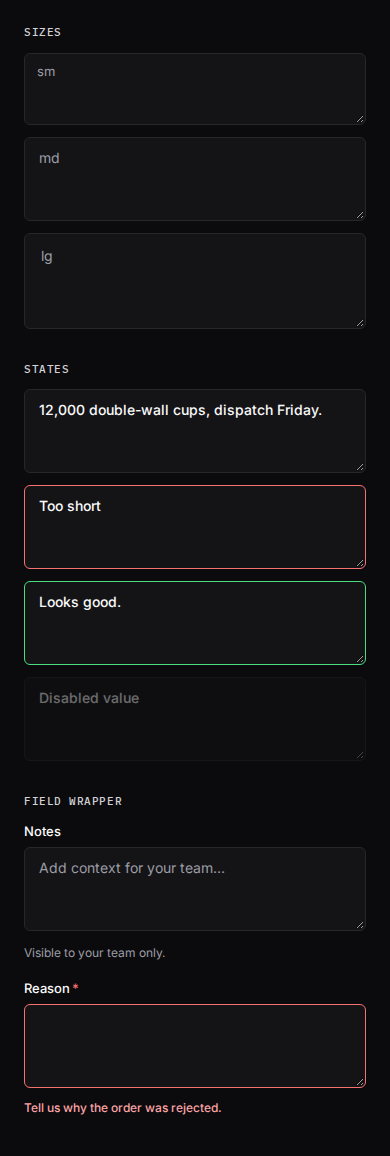 SIZES
sm
md
lg
STATES
12,000 double-wall cups, dispatch Friday.
Too short
Looks good.
Disabled value
FIELD WRAPPER
Notes
Add context for your team...
Visible to your team only.
Reason *
Tell us why the order was rejected.